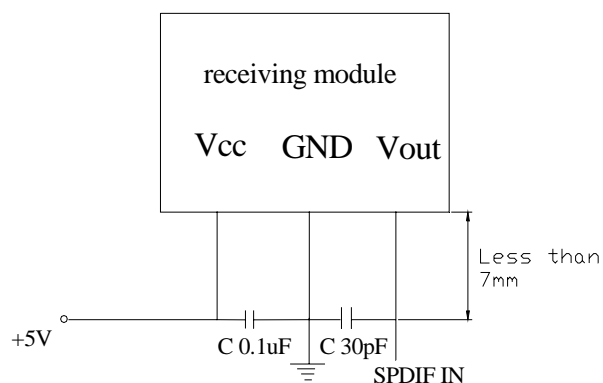 receiving module
Vcc GND Vout
Less than
7mm
+5V
C 0.1uF C 30pF
SPDIF IN